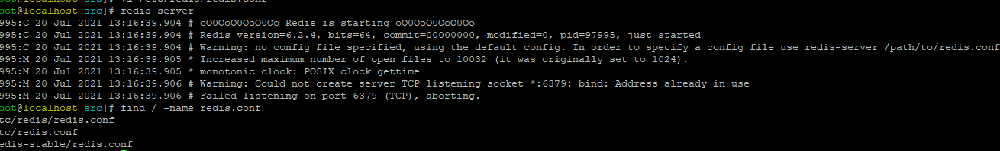 oot@localhost src]# vi /etc/redis/redis.conf
oot@localhost src]# redis-server
995:C 20 Jul 2021 13:16:39.904 # oO0OoO0OoO0Oo Redis is starting oO0OoO0OoO0Oo
995:C 20 Jul 2021 13:16:39.904 # Redis version=6.2.4, bits=64, commit=00000000, modified=0, pid=97995, just started
995:C 20 Jul 2021 13:16:39.904 # Warning: no config file specified, using the default config. In order to specify a config file use redis-server /path/to/redis.conf
995:M 20 Jul 2021 13:16:39.905 * Increased maximum number of open files to 10032 (it was originally set to 1024).
995:M 20 Jul 2021 13:16:39.905 * monotonic clock: POSIX clock_gettime
995:M 20 Jul 2021 13:16:39.906 # Warning: Could not create server TCP listening socket *:6379: bind: Address already in use
995:M 20 Jul 2021 13:16:39.906 # Failed listening on port 6379 (TCP), aborting.
oot@localhost src]# find / -name redis.conf
tc/redis/redis.conf
tc/redis.conf
edis-stable/redis.conf